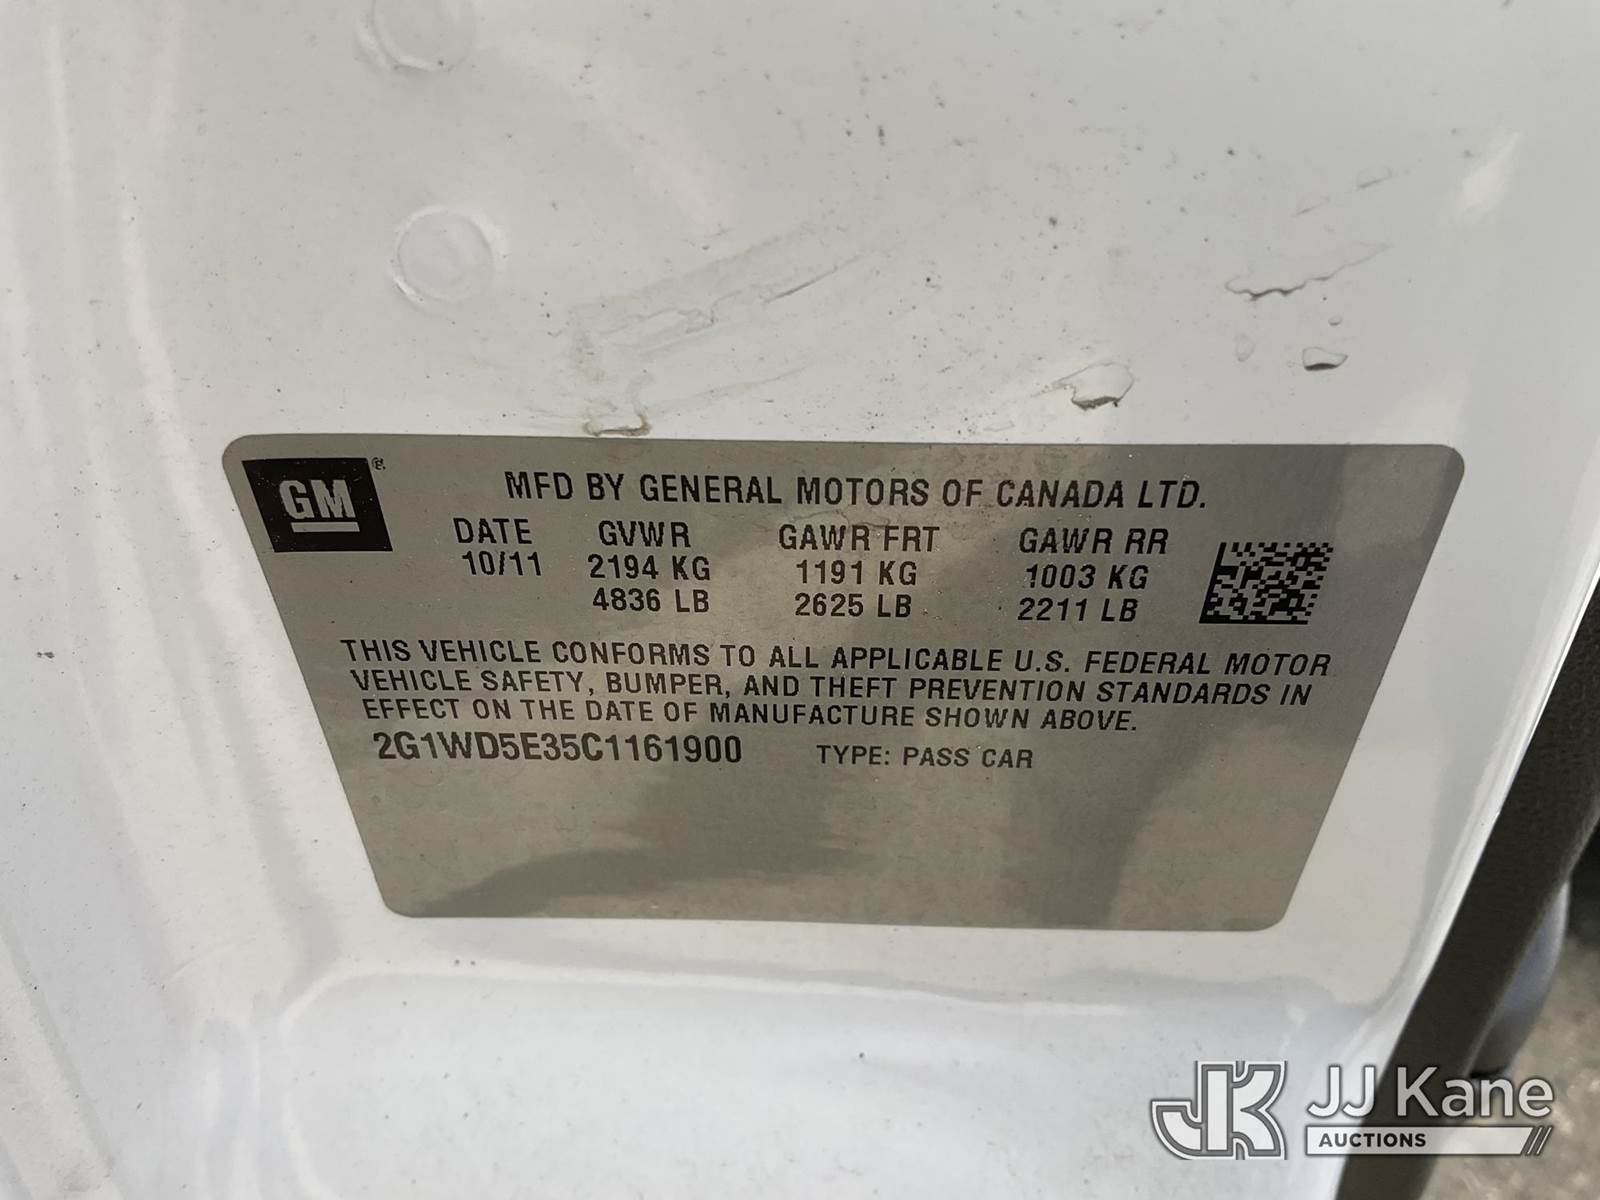 GM®
MFD BY GENERAL MOTORS OF CANADA LTD.
DATE GVWR GAWR FRT GAWR RR
10/11 2194 KG 1191 KG 1003 KG
4836 LB 2625 LB 2211 LB
THIS VEHICLE CONFORMS TO ALL APPLICABLE U.S. FEDERAL MOTOR
VEHICLE SAFETY, BUMPER, AND THEFT PREVENTION STANDARDS IN
EFFECT ON THE DATE OF MANUFACTURE SHOWN ABOVE.
2G1WD5E35C1161900 TYPE: PASS CAR
JK JJ Kane
AUCTIONS